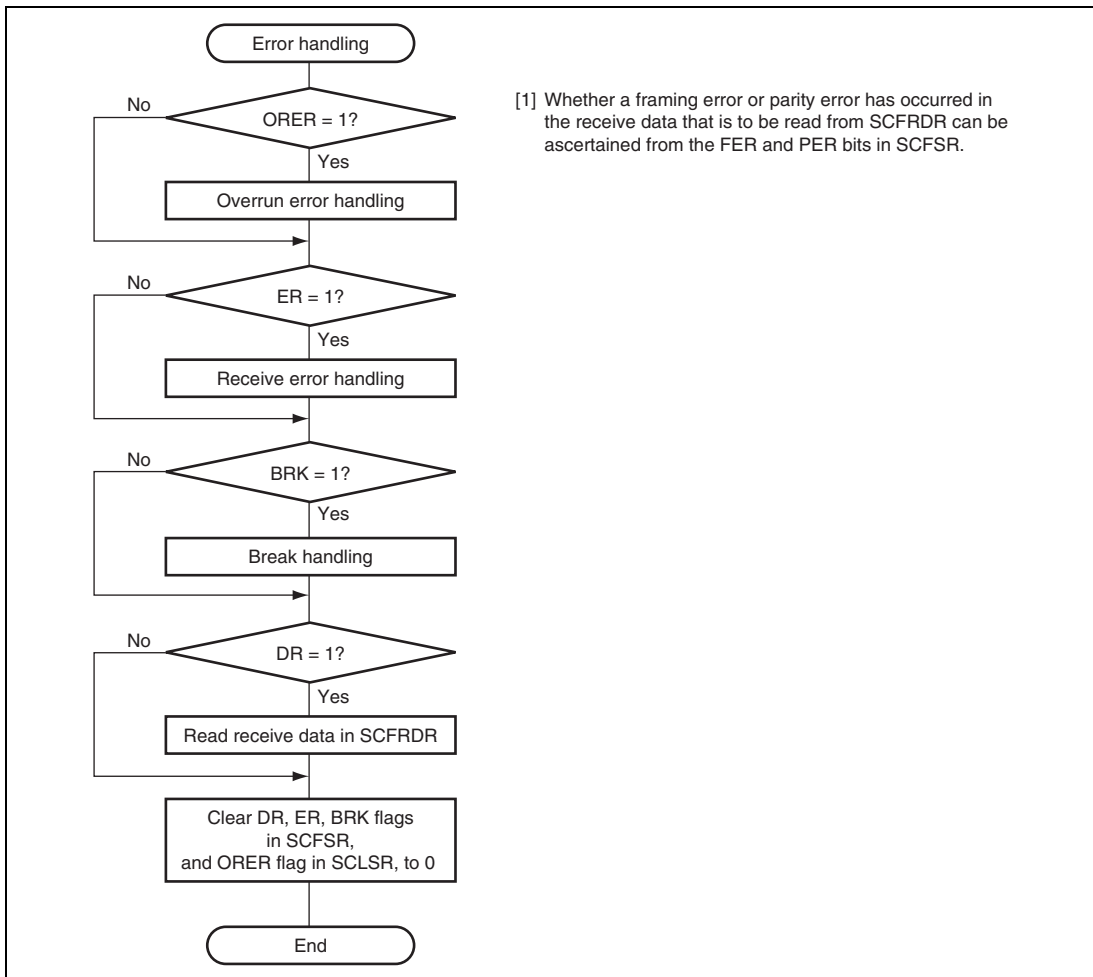 Error handling
[1] Whether a framing error or parity error has occurred in
the receive data that is to be read from SCFRDR can be
ascertained from the FER and PER bits in SCFSR.
No
ORER = 1?
Yes
Overrun error handling
No
ER = 1?
Yes
Receive error handling
No
BRK = 1?
Yes
Break handling
No
DR = 1?
Yes
Read receive data in SCFRDR
Clear DR, ER, BRK flags
in SCFSR,
and ORER flag in SCLSR, to 0
End